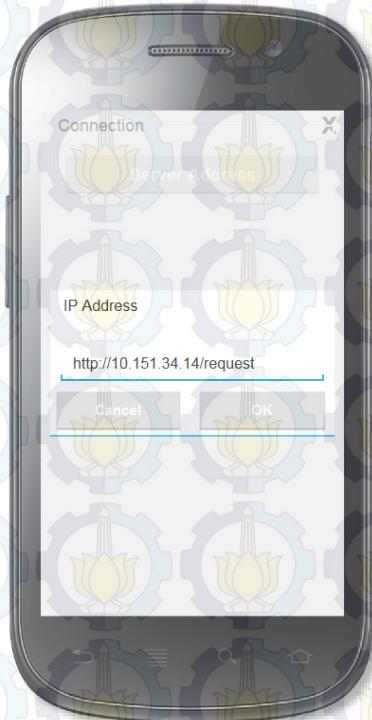 Connection
Server Address
IP Address
http://10.151.34.14/request
Cancel
OK